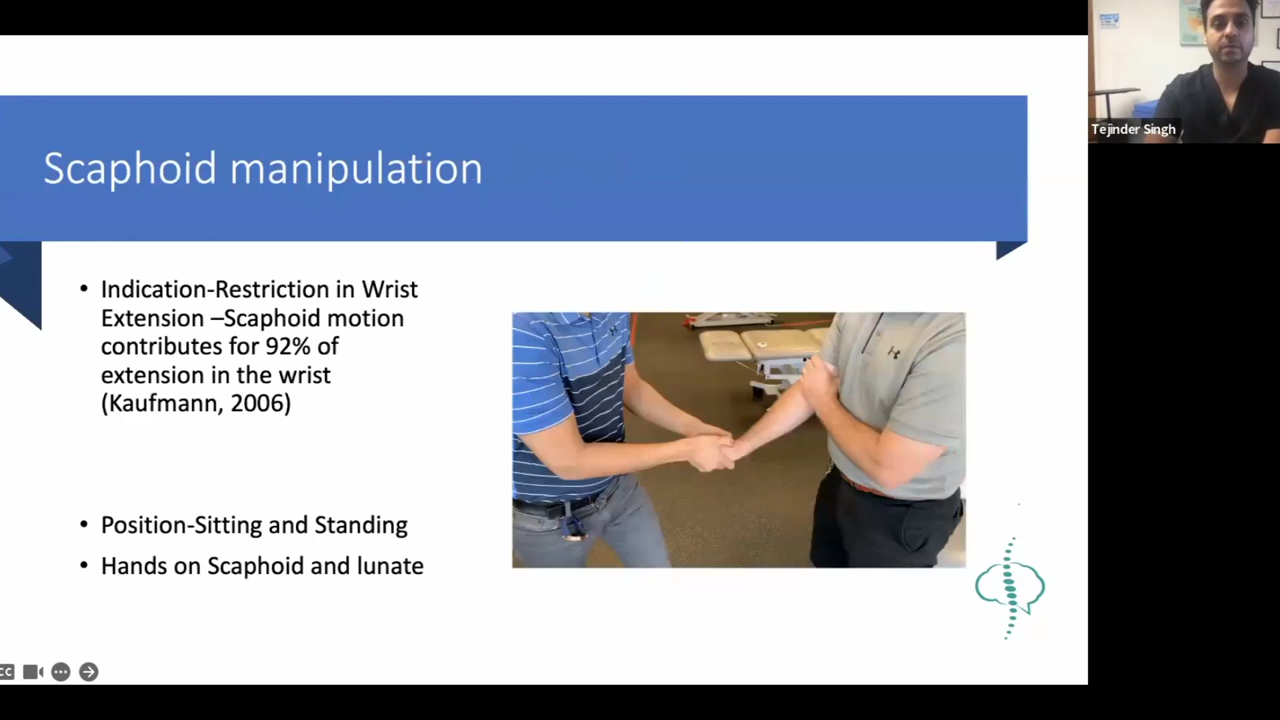 Scaphoid manipulation
• Indication-Restriction in Wrist
Extension –Scaphoid motion
contributes for 92% of
extension in the wrist
(Kaufmann, 2006)
• Position-Sitting and Standing
• Hands on Scaphoid and lunate
Tejinder Singh
CC